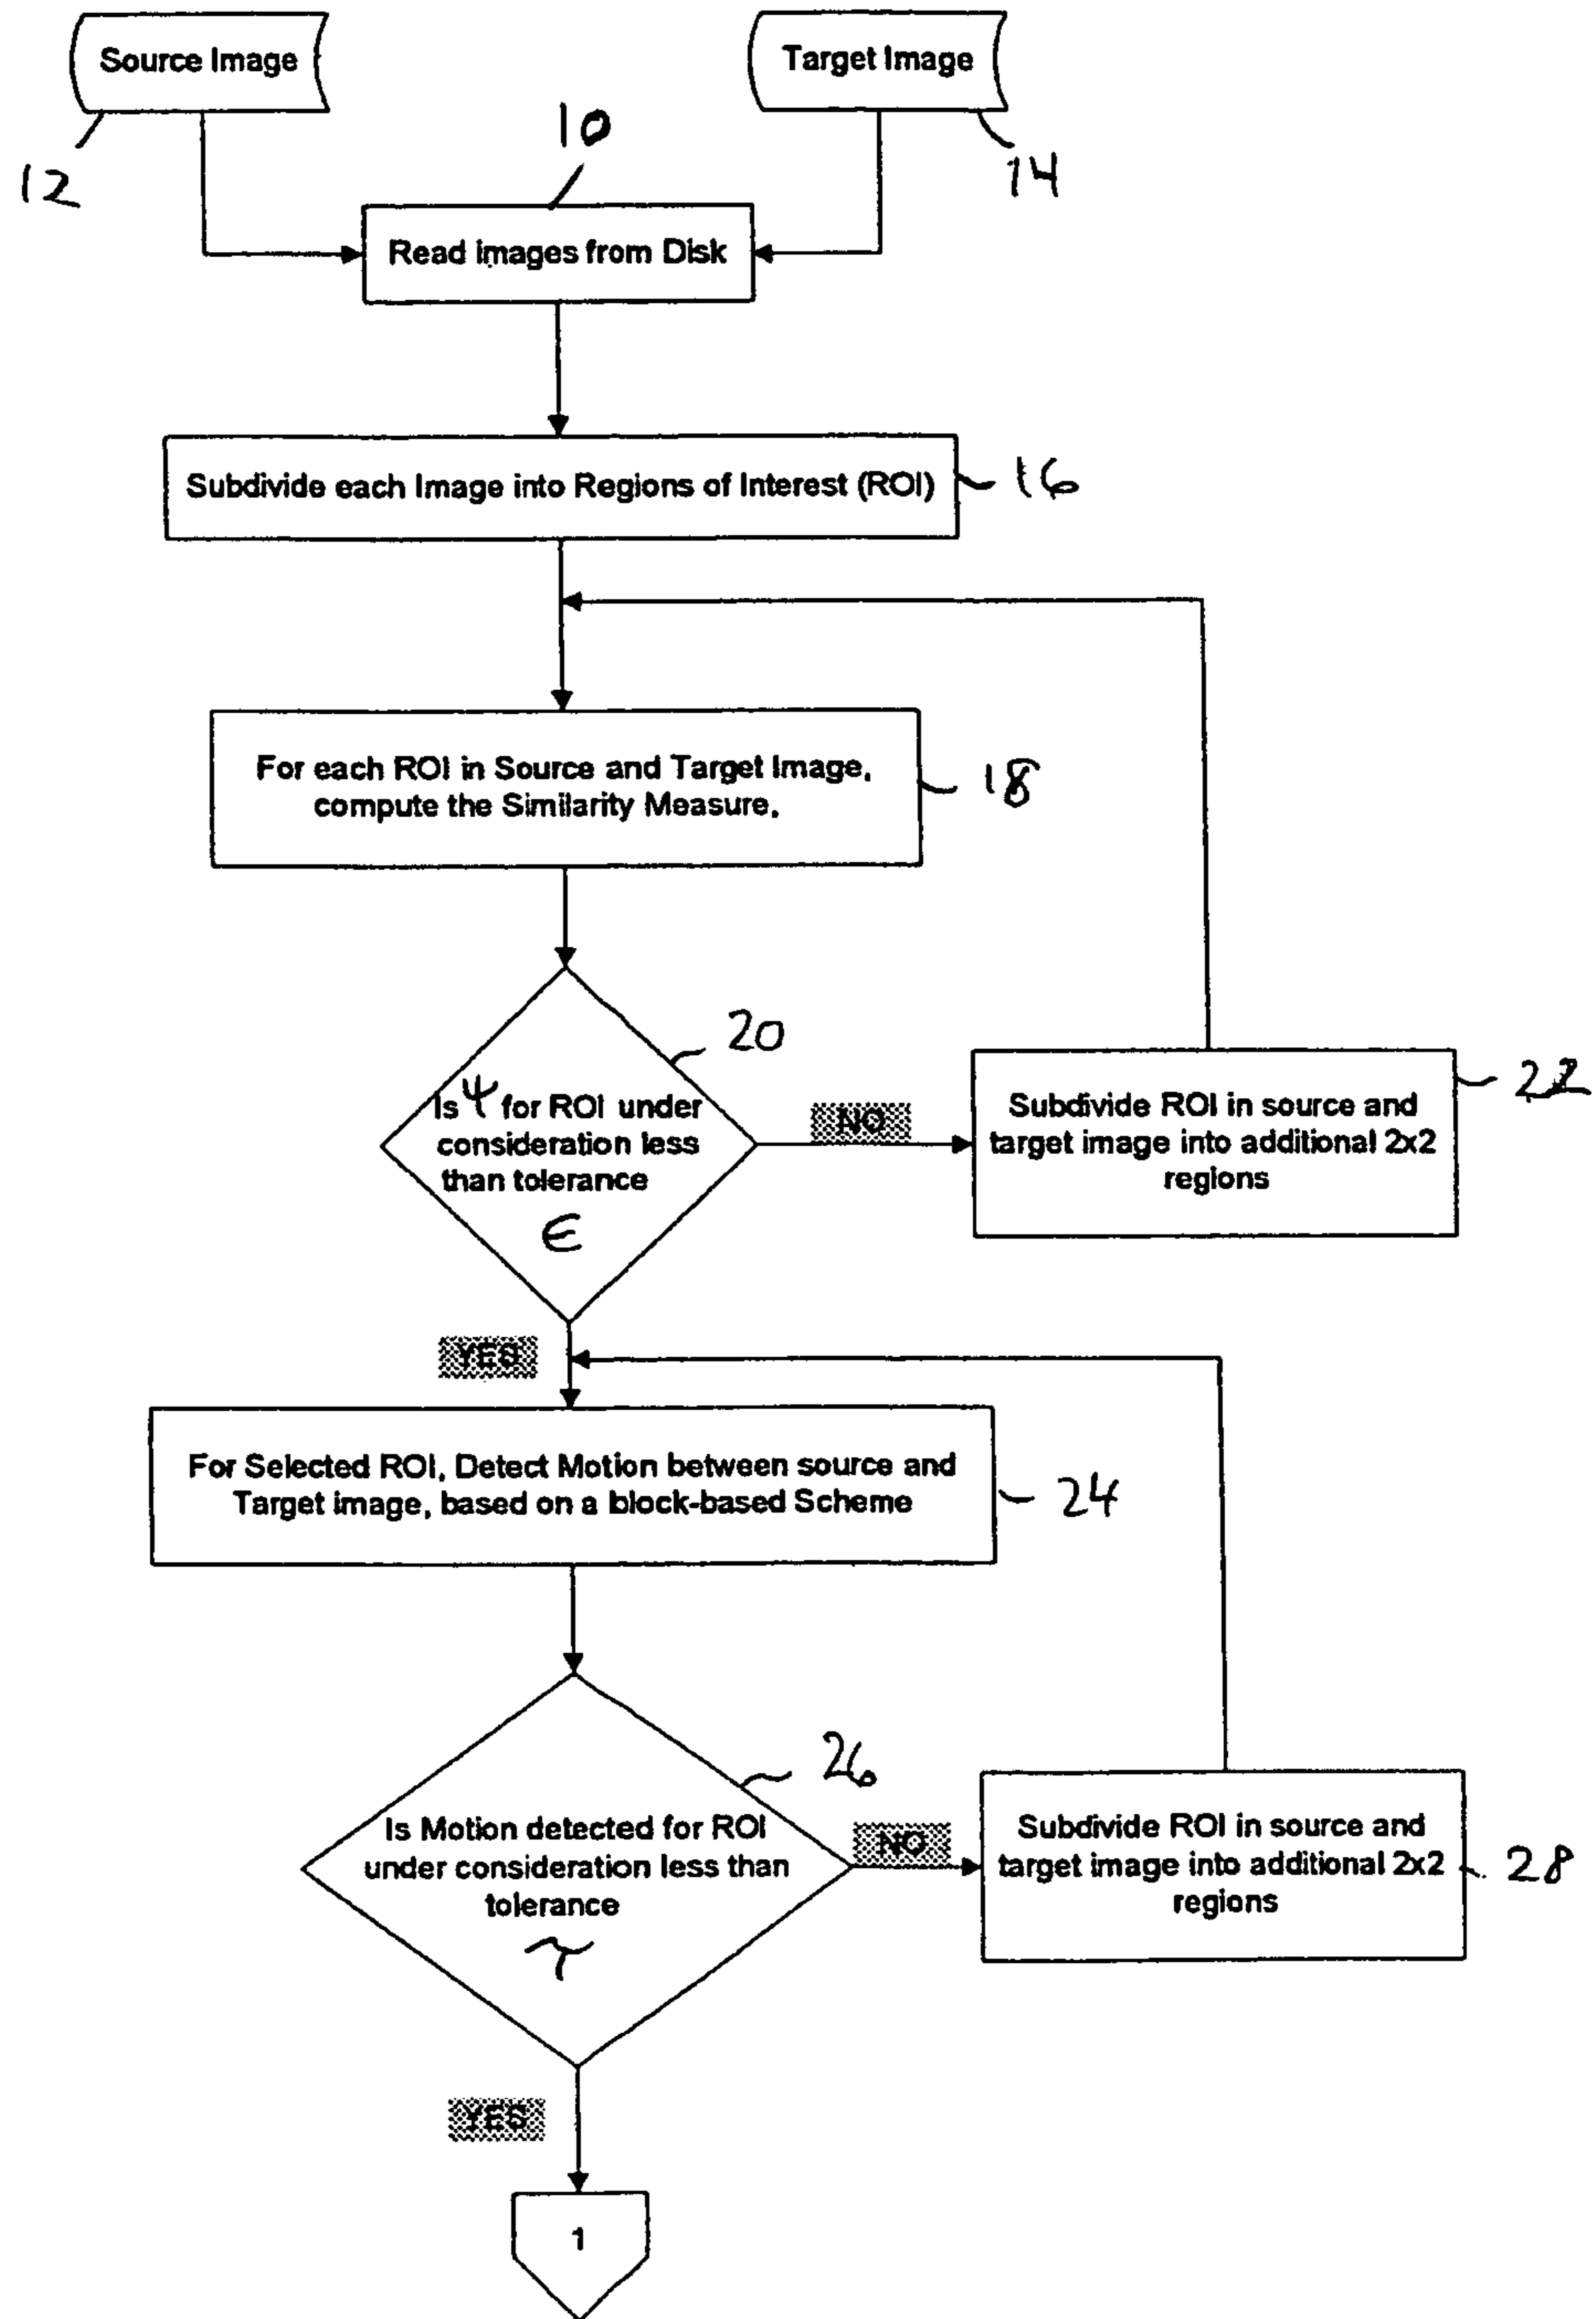 Source Image
Target Image
12
10
14
Read images from Disk
Subdivide each Image into Regions of Interest (ROI)
16
For each ROI in Source and Target Image,
compute the Similarity Measure.
18
20
Is Ψ for ROI under
consideration less
than tolerance
ϵ
NO
Subdivide ROI in source and
target image into additional 2x2
regions
22
YES
For Selected ROI, Detect Motion between source and
Target image, based on a block-based Scheme
24
26
Is Motion detected for ROI
under consideration less than
tolerance
τ
NO
Subdivide ROI in source and
target image into additional 2x2
regions
28
YES
1